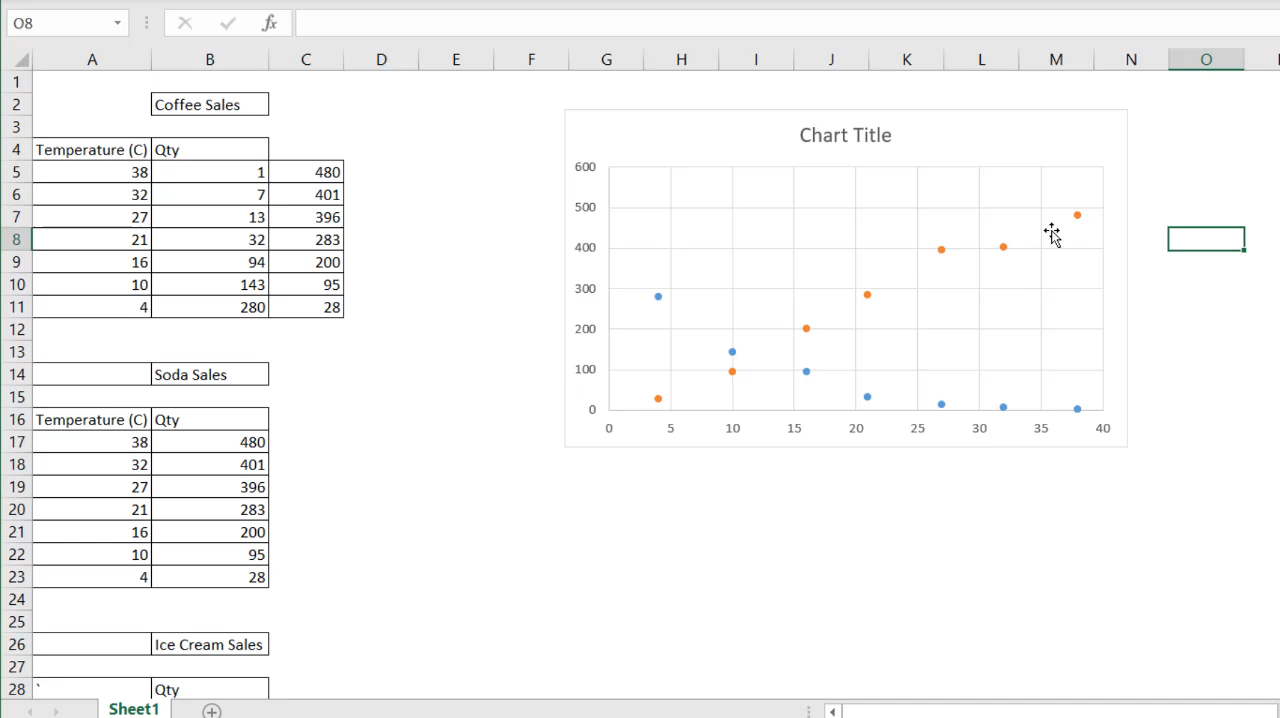 O8 fx
A B C D E F G H I J K L M N O
1
2 Coffee Sales
3
4 Temperature (C) Qty
5 38 1 480
6 32 7 401
7 27 13 396
8 21 32 283
9 16 94 200
10 10 143 95
11 4 280 28
12
13
14 Soda Sales
15
16 Temperature (C) Qty
17 38 480
18 32 401
19 27 396
20 21 283
21 16 200
22 10 95
23 4 28
24
25
26 Ice Cream Sales
27
28 ` Qty
Chart Title
600
500
400
300
200
100
0
0 5 10 15 20 25 30 35 40
Sheet1